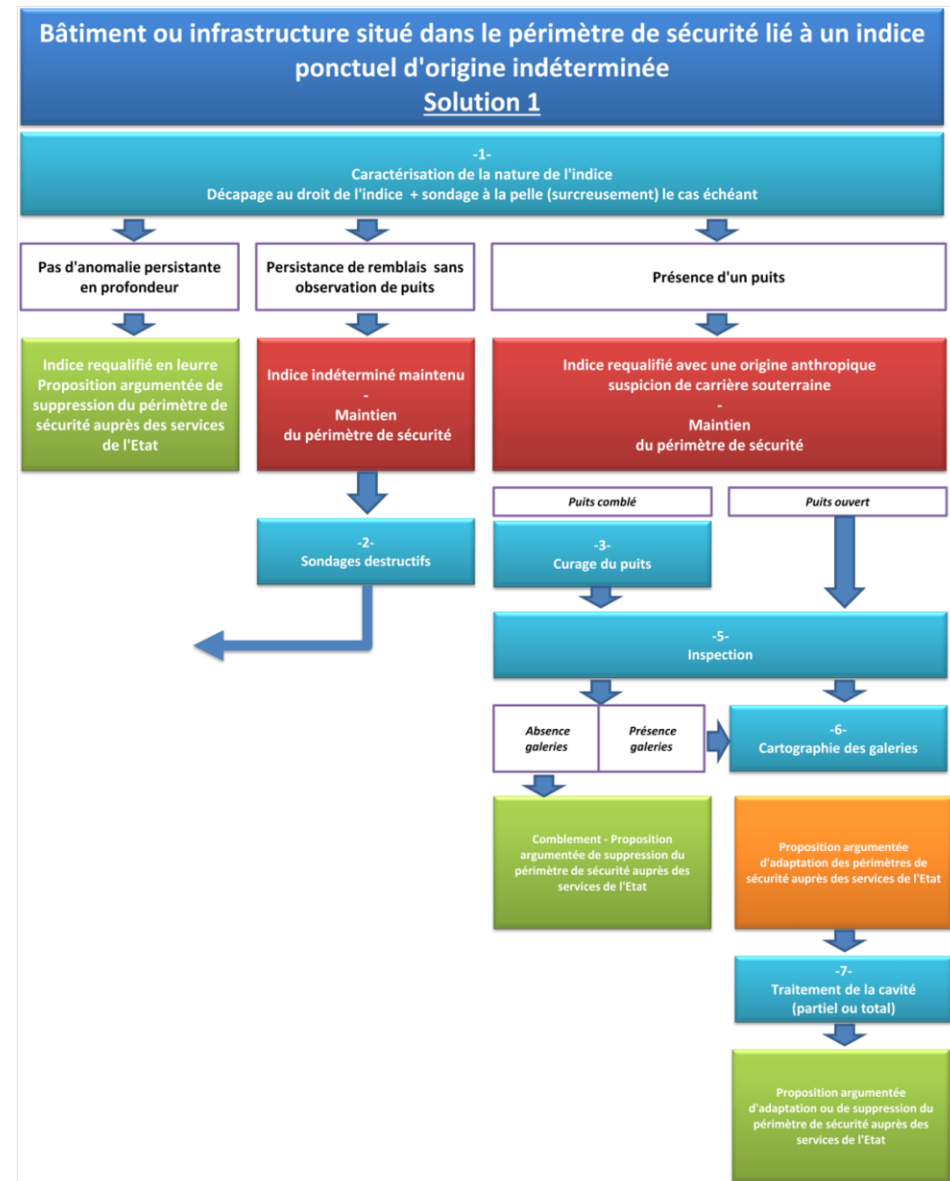 Bâtiment ou infrastructure situé dans le périmètre de sécurité lié à un indice
ponctuel d'origine indéterminée
Solution 1
-1-
Caractérisation de la nature de l'indice
Décapage au droit de l'indice + sondage à la pelle (surcreusement) le cas échéant
Pas d'anomalie persistante
en profondeur
Persistance de remblais sans
observation de puits
Présence d'un puits
Indice requalifié en leurre
Proposition argumentée de
suppression du périmètre de
sécurité auprès des services
de l'Etat
Indice indéterminé maintenu
-
Maintien
du périmètre de sécurité
Indice requalifié avec une origine anthropique
suspicion de carrière souterraine
-
Maintien
du périmètre de sécurité
Puits comblé
Puits ouvert
-2-
Sondages destructifs
-3-
Curage du puits
-5-
Inspection
Absence
galeries
Présence
galeries
-6-
Cartographie des galeries
Comblement - Proposition
argumentée de suppression du
périmètre de sécurité auprès des
services de l'Etat
Proposition argumentée
d'adaptation des périmètres de
sécurité auprès des services de l'Etat
-7-
Traitement de la cavité
(partiel ou total)
Proposition argumentée
d'adaptation ou de suppression du
périmètre de sécurité auprès des
services de l'Etat